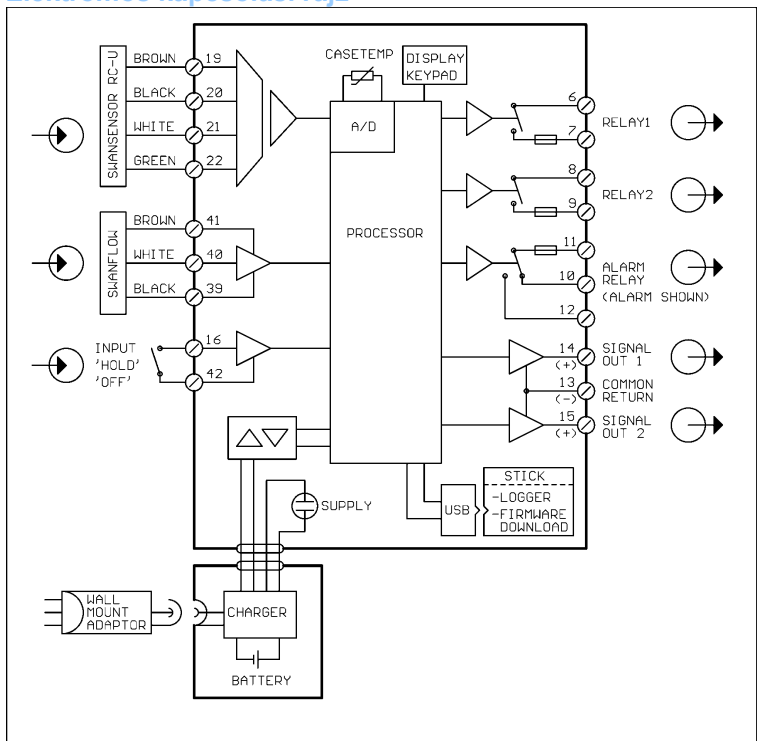 Elektromos kapcsolási rajz
SWANSENSOR RC-U
BROWN 19
BLACK 20
WHITE 21
GREEN 22
SWANFLOW
BROWN 41
WHITE 40
BLACK 39
INPUT
'HOLD'
'OFF'
16
42
CASETEMP
A/D
DISPLAY
KEYPAD
PROCESSOR
6
7
RELAY1
8
9
RELAY2
11
10
12
ALARM
RELAY
(ALARM SHOWN)
14
(+)
SIGNAL
OUT 1
13
(-)
COMMON
RETURN
15
(+)
SIGNAL
OUT 2
SUPPLY
USB
STICK
-LOGGER
-FIRMWARE
DOWNLOAD
WALL
MOUNT
ADAPTOR
CHARGER
BATTERY